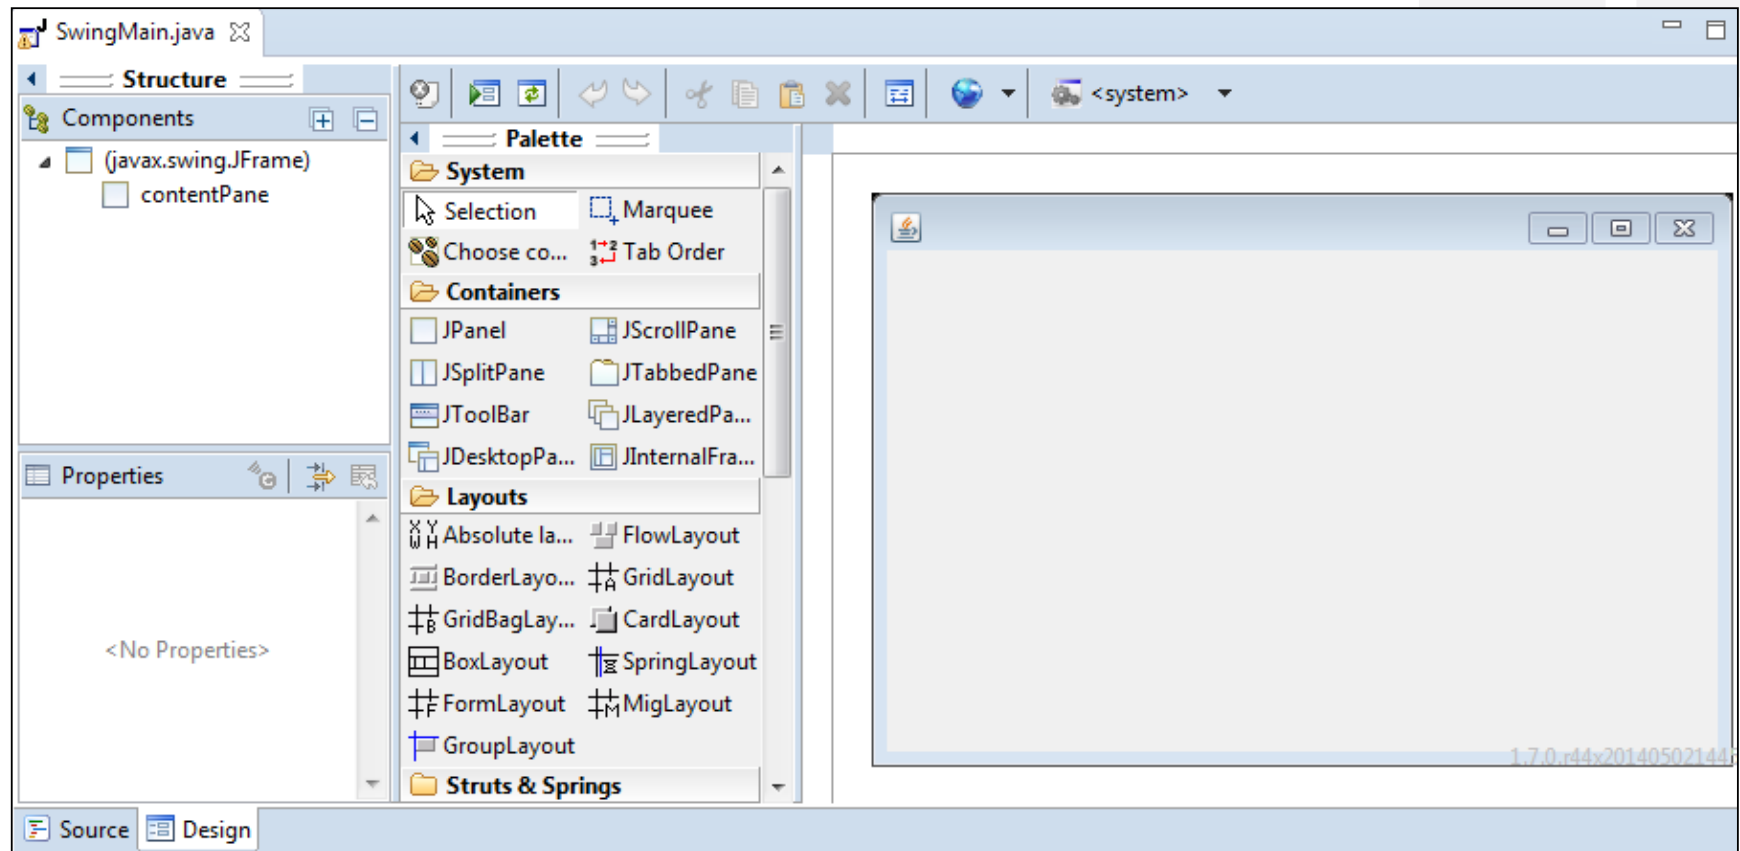 SwingMain.java
Structure
Components
(javax.swing.JFrame)
contentPane
Properties
<No Properties>
<system>
Palette
System
Selection Marquee
Choose co... Tab Order
Containers
JPanel JScrollPane
JSplitPane JTabbedPane
JToolBar JLayeredPa...
JDesktopPa... JInternalFra...
Layouts
Absolute la... FlowLayout
BorderLayo... GridLayout
GridBagLay... CardLayout
BoxLayout SpringLayout
FormLayout MigLayout
GroupLayout
Struts & Springs
Source Design